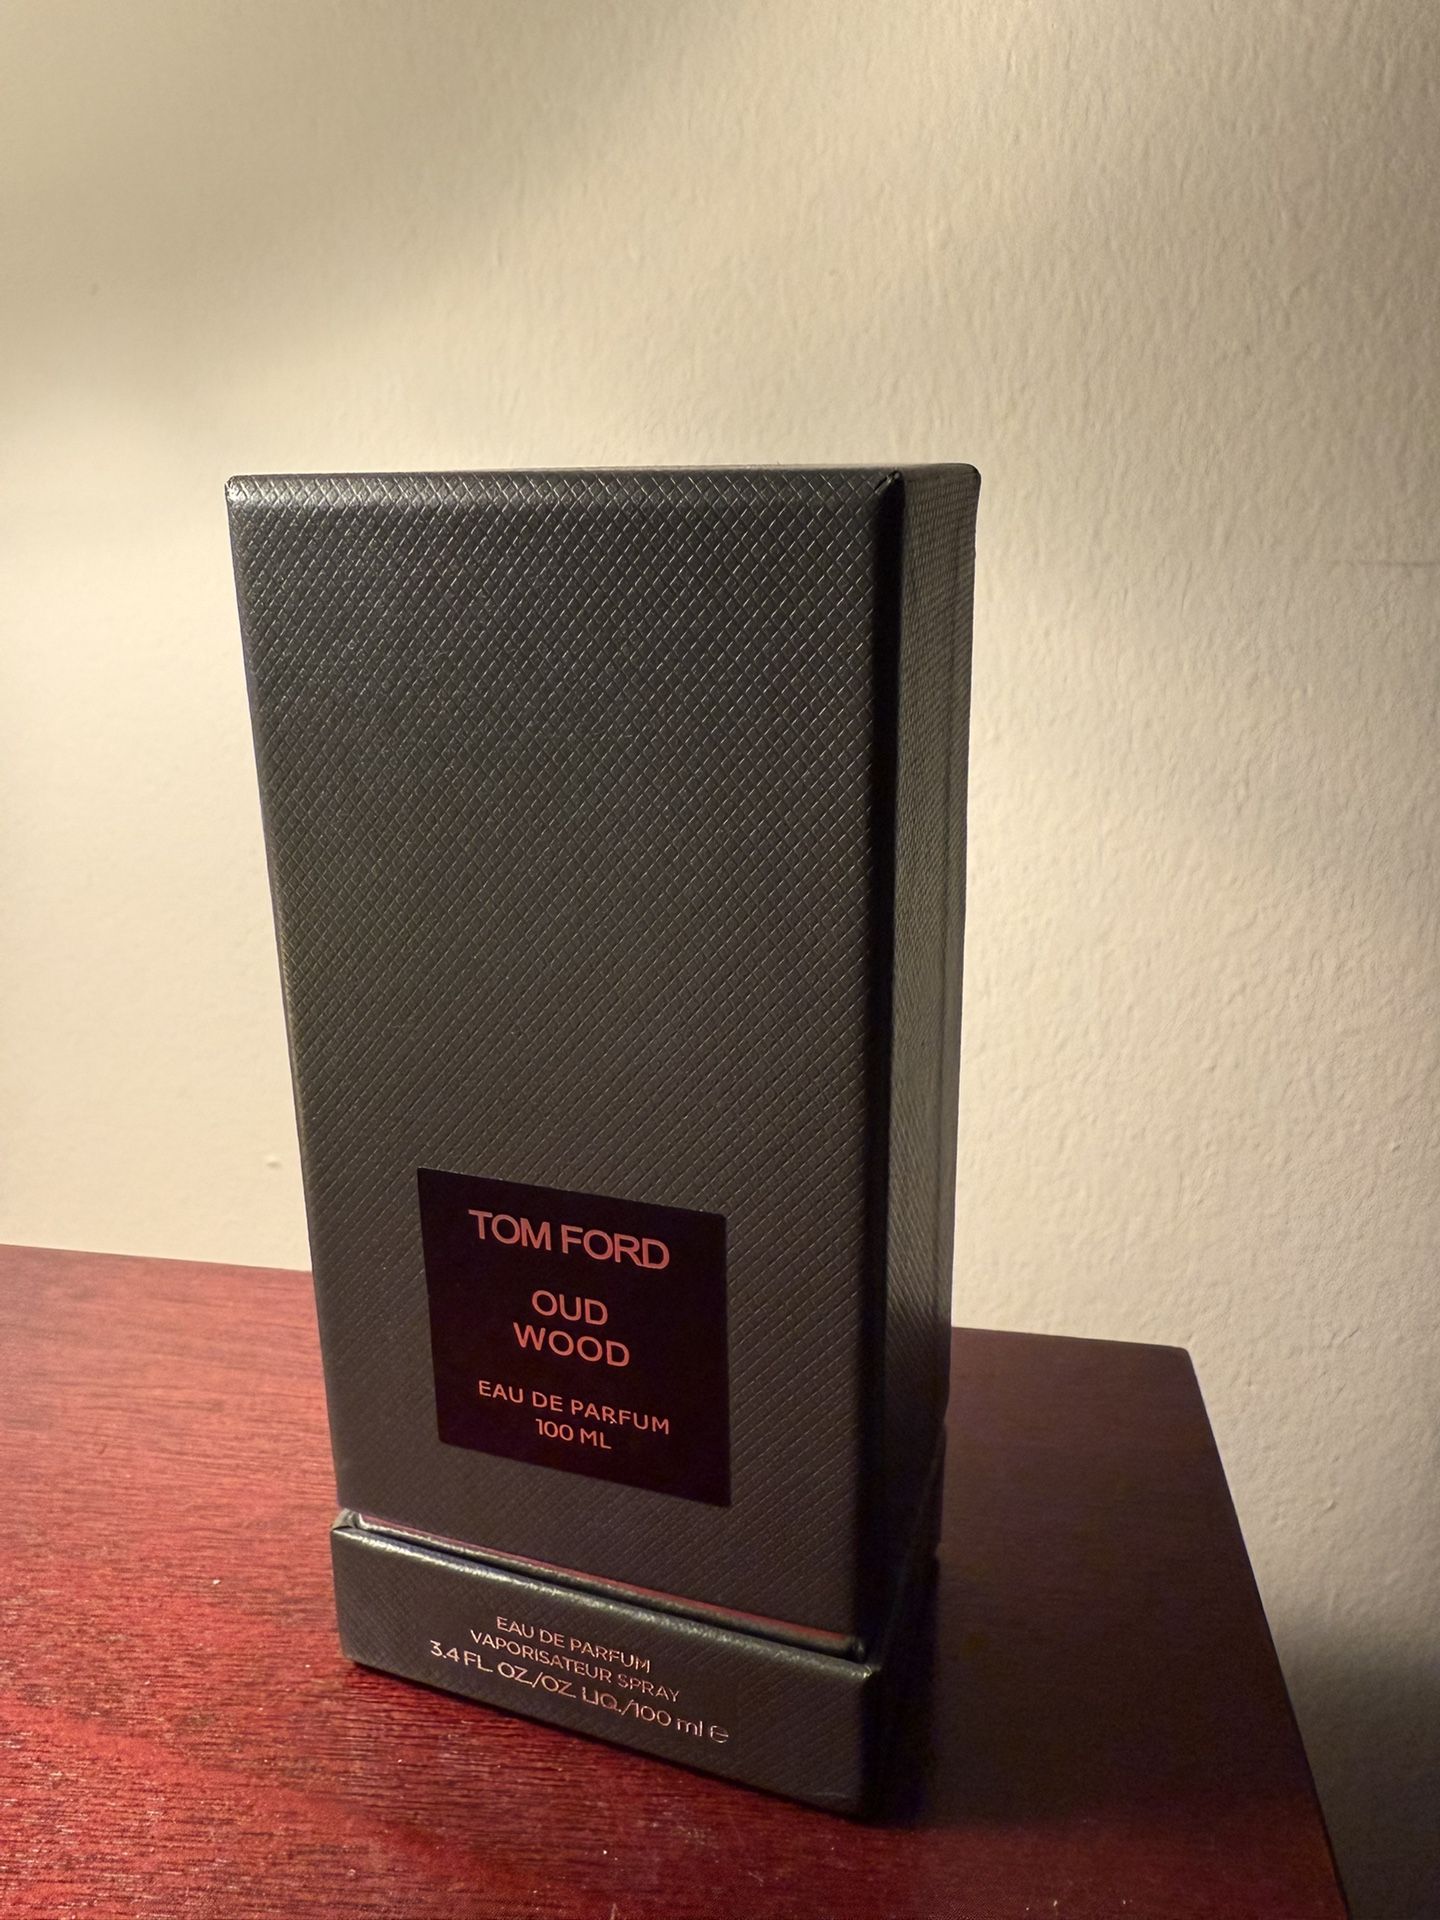 TOM FORD
OUD
WOOD
EAU DE PARFUM
100 ML
EAU DE PARFUM
VAPORISATEUR SPRAY
3.4 FL. OZ./OZ. LIQ./100 ml ℮